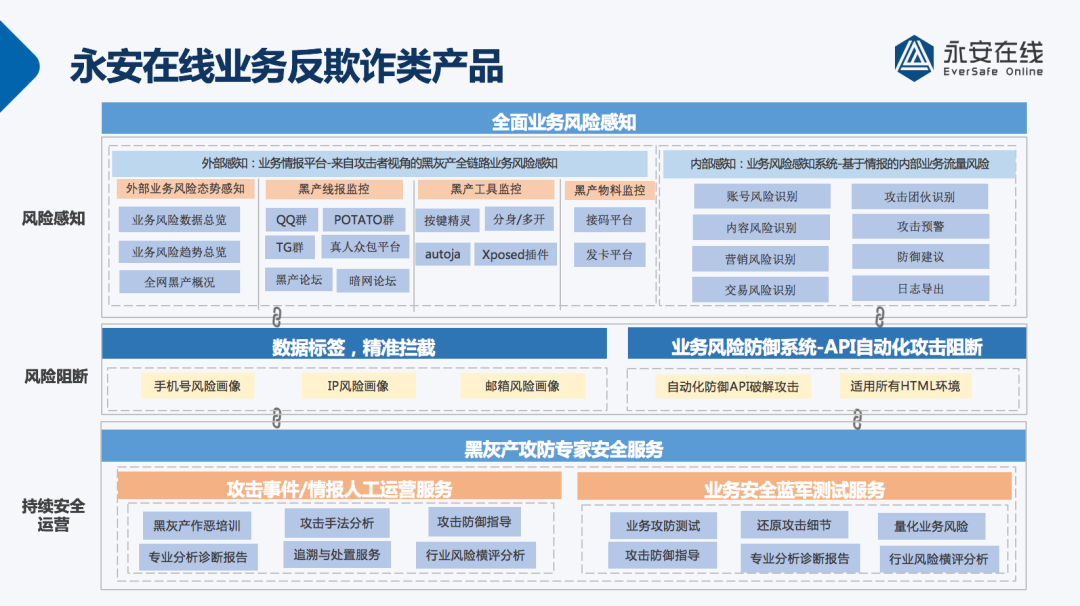 永安在线业务反欺诈类产品
永安在线
EverSafe Online
全面业务风险感知
风险感知
外部感知：业务情报平台-来自攻击者视角的黑灰产全链路业务风险感知
外部业务风险态势感知
业务风险数据总览
业务风险趋势总览
全网黑产概况
黑产线报监控
QQ群
POTATO群
TG群
真人众包平台
黑产论坛
暗网论坛
黑产工具监控
按键精灵
分身/多开
autoja
Xposed插件
黑产物料监控
接码平台
发卡平台
内部感知：业务风险感知系统-基于情报的内部业务流量风险
账号风险识别
攻击团伙识别
内容风险识别
攻击预警
营销风险识别
防御建议
交易风险识别
日志导出
风险阻断
数据标签，精准拦截
手机号风险画像
IP风险画像
邮箱风险画像
业务风险防御系统-API自动化攻击阻断
自动化防御API破解攻击
适用所有HTML环境
持续安全
运营
黑灰产攻防专家安全服务
攻击事件/情报人工运营服务
黑灰产作恶培训
攻击手法分析
攻击防御指导
专业分析诊断报告
追溯与处置服务
行业风险横评分析
业务安全蓝军测试服务
业务攻防测试
还原攻击细节
量化业务风险
攻击防御指导
专业分析诊断报告
行业风险横评分析